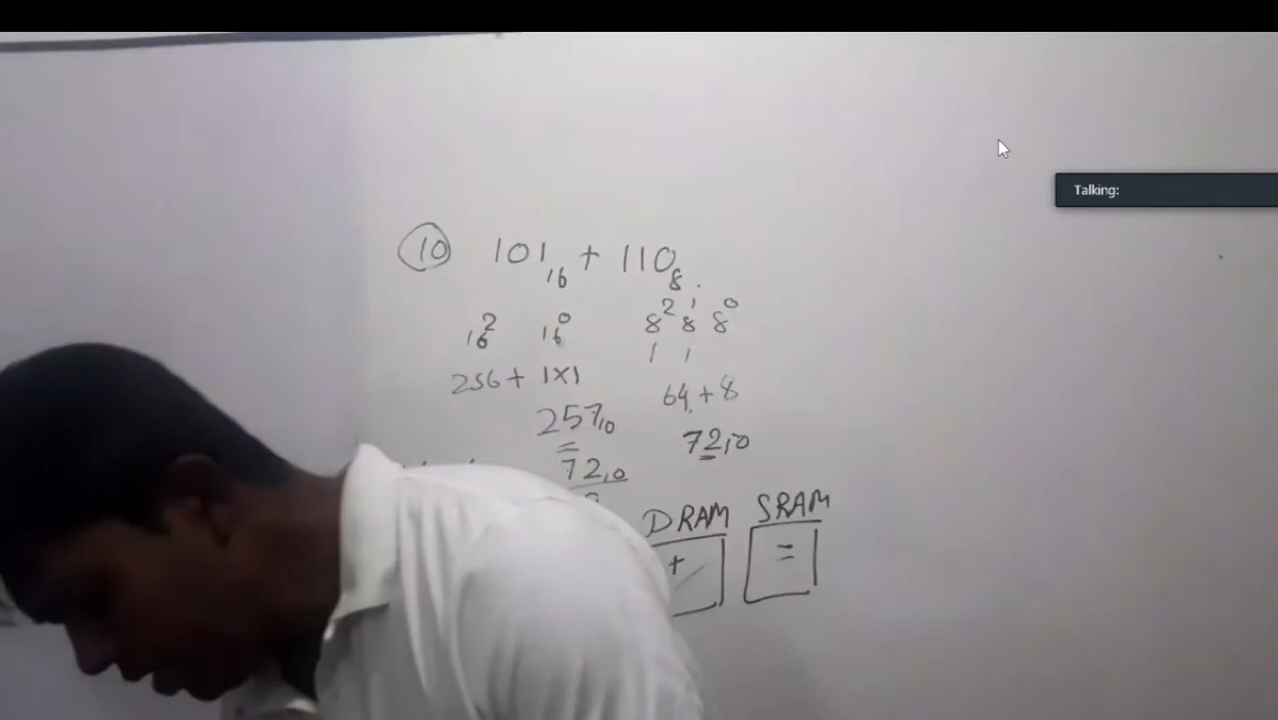 Talking:
(10) 101₁₆ + 110₈
16² 16⁰ 8² 8¹ 8⁰
1 1
256 + 1×1 64 + 8
257₁₀
72₁₀
72₁₀
DRAM SRAM
+ =